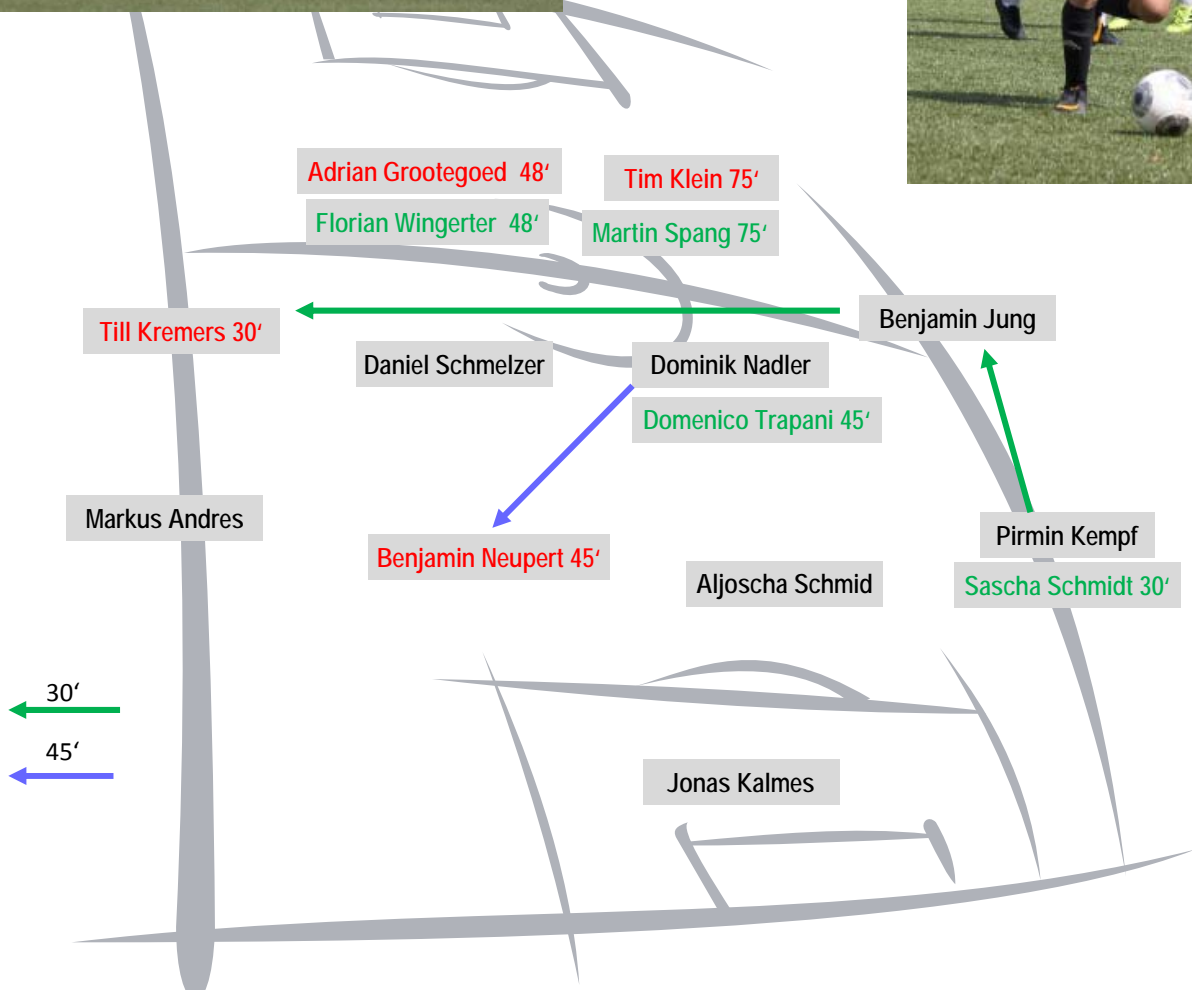 Adrian Grootegoed 48‘
Tim Klein 75‘
Florian Wingerter 48‘
Martin Spang 75‘
Till Kremers 30‘
Benjamin Jung
Daniel Schmelzer
Dominik Nadler
Domenico Trapani 45‘
Markus Andres
Benjamin Neupert 45‘
Pirmin Kempf
Aljoscha Schmid
Sascha Schmidt 30‘
30‘
45‘
Jonas Kalmes